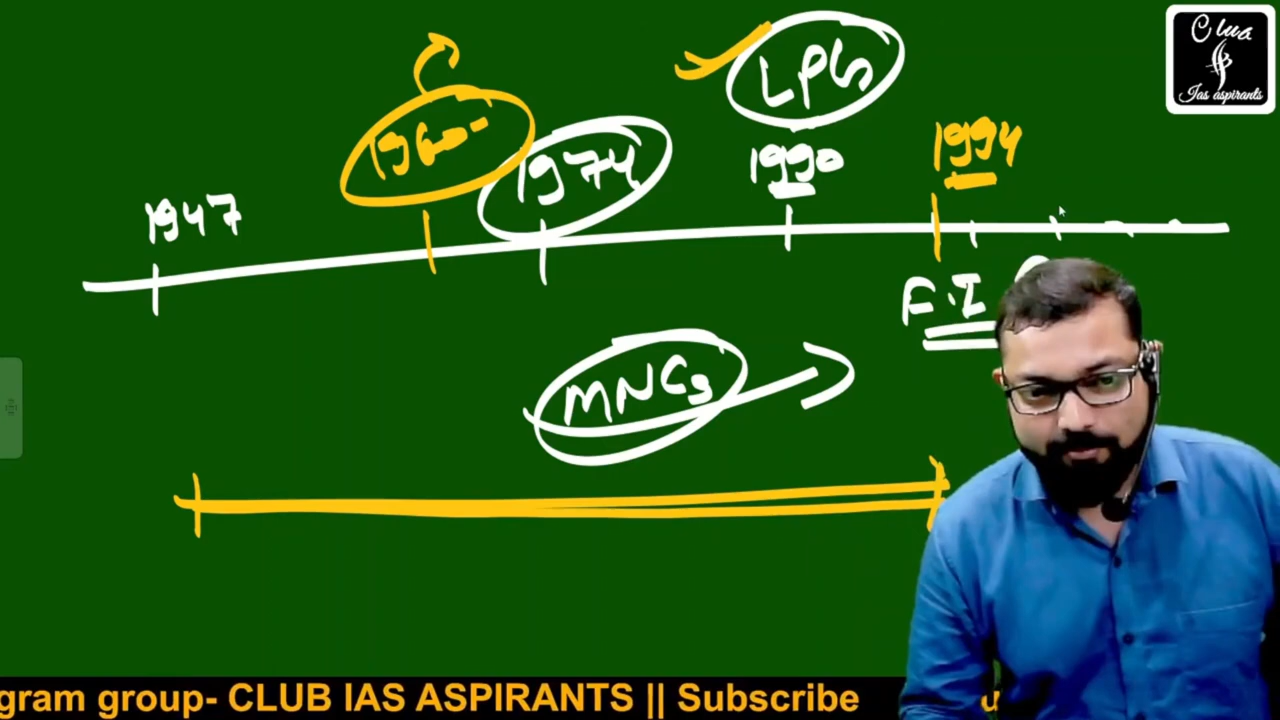 Club
Ias aspirants
LPG
1960-
1974
1990
1994
1947
F.I
MNCs
gram group- CLUB IAS ASPIRANTS || Subscribe
u